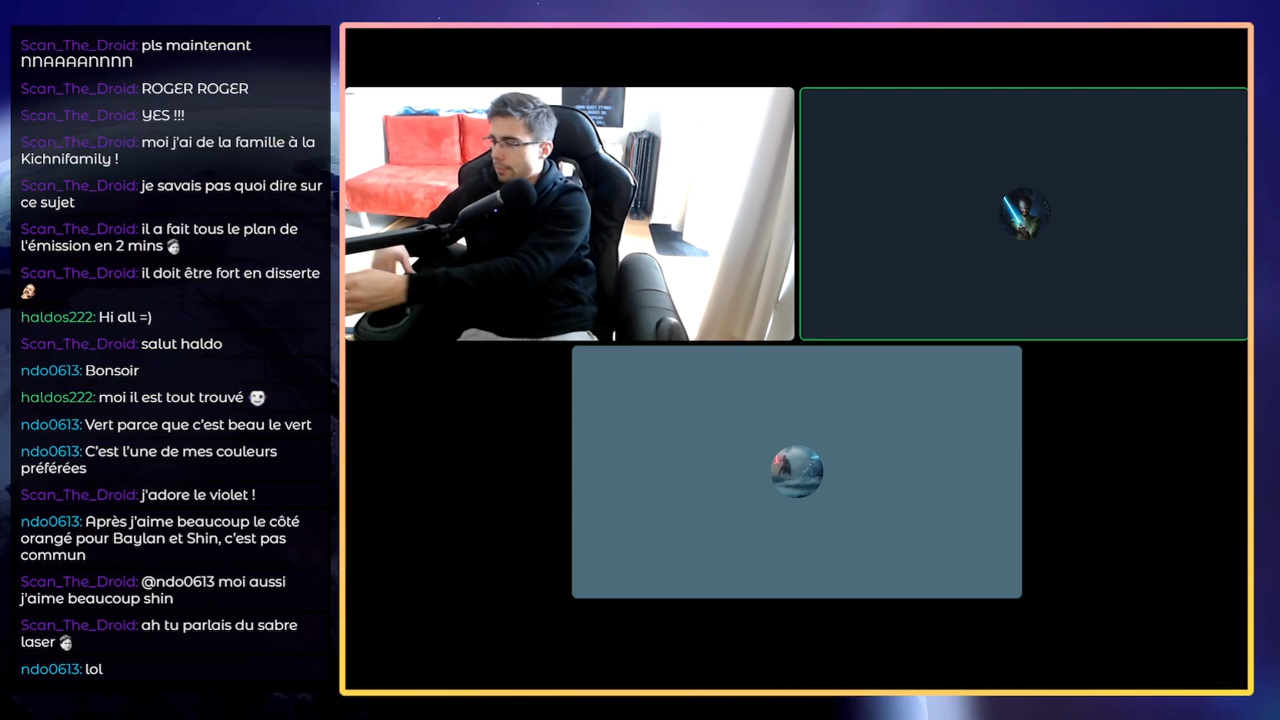 Scan_The_Droid: pls maintenant
NNAAAANNNN
Scan_The_Droid: ROGER ROGER
Scan_The_Droid: YES !!!
Scan_The_Droid: moi j'ai de la famille à la
Kichnifamily !
Scan_The_Droid: je savais pas quoi dire sur
ce sujet
Scan_The_Droid: il a fait tous le plan de
l'émission en 2 mins
Scan_The_Droid: il doit être fort en disserte
haldos222: Hi all =)
Scan_The_Droid: salut haldo
ndo0613: Bonsoir
haldos222: moi il est tout trouvé
ndo0613: Vert parce que c'est beau le vert
ndo0613: C'est l'une de mes couleurs
préférées
Scan_The_Droid: j'adore le violet !
ndo0613: Après j'aime beaucoup le côté
orangé pour Baylan et Shin, c'est pas
commun
Scan_The_Droid: @ndo0613 moi aussi
j'aime beaucoup shin
Scan_The_Droid: ah tu parlais du sabre
laser
ndo0613: lol